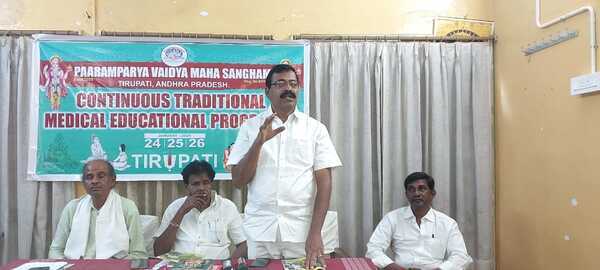 PAARAMPARYA VAIDYA MAHA SANGHA
TIRUPATI, ANDHRA PRADESH.
CONTINUOUS TRADITIONAL
MEDICAL EDUCATIONAL PROG
24 25 26
TIRUPATI